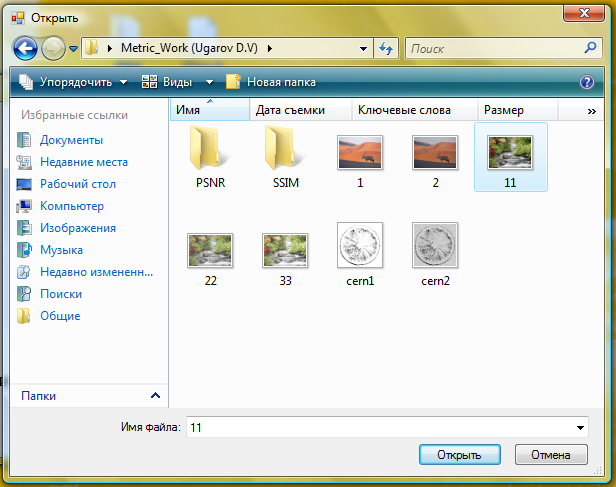 Открыть
Metric_Work (Ugarov D.V)
Поиск
Упорядочить
Виды
Новая папка
Избранные ссылки
Документы
Недавние места
Рабочий стол
Компьютер
Изображения
Музыка
Недавно измененн...
Поиски
Общие
Папки
Имя
Дата съемки
Ключевые слова
Размер
»
PSNR
SSIM
1
2
11
22
33
cern1
cern2
Имя файла:
11
Открыть
Отмена